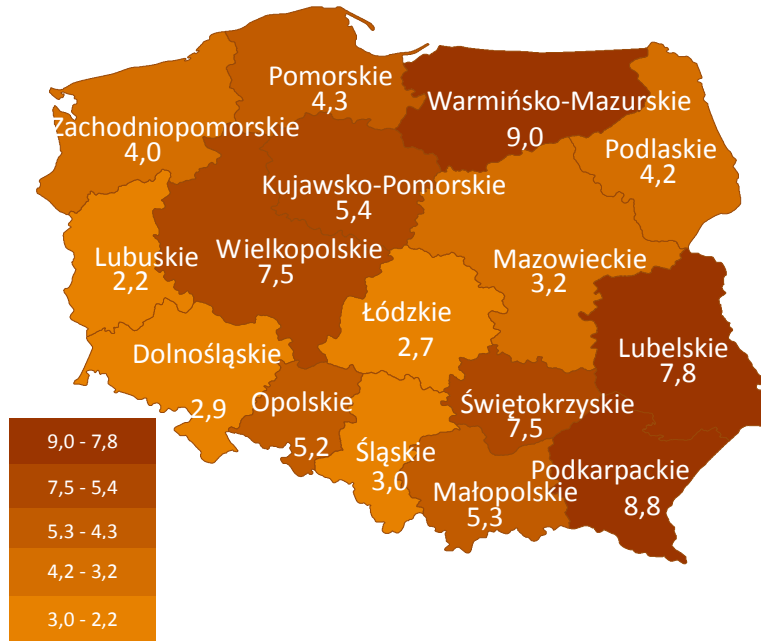 Pomorskie
4,3
Warmińsko-Mazurskie
9,0
Zachodniopomorskie
4,0
Podlaskie
4,2
Kujawsko-Pomorskie
5,4
Wielkopolskie
7,5
Lubuskie
2,2
Mazowieckie
3,2
Łódzkie
2,7
Lubelskie
7,8
Dolnośląskie
2,9
Opolskie
5,2
Świętokrzyskie
7,5
Śląskie
3,0
Podkarpackie
8,8
Małopolskie
5,3
9,0 - 7,8
7,5 - 5,4
5,3 - 4,3
4,2 - 3,2
3,0 - 2,2